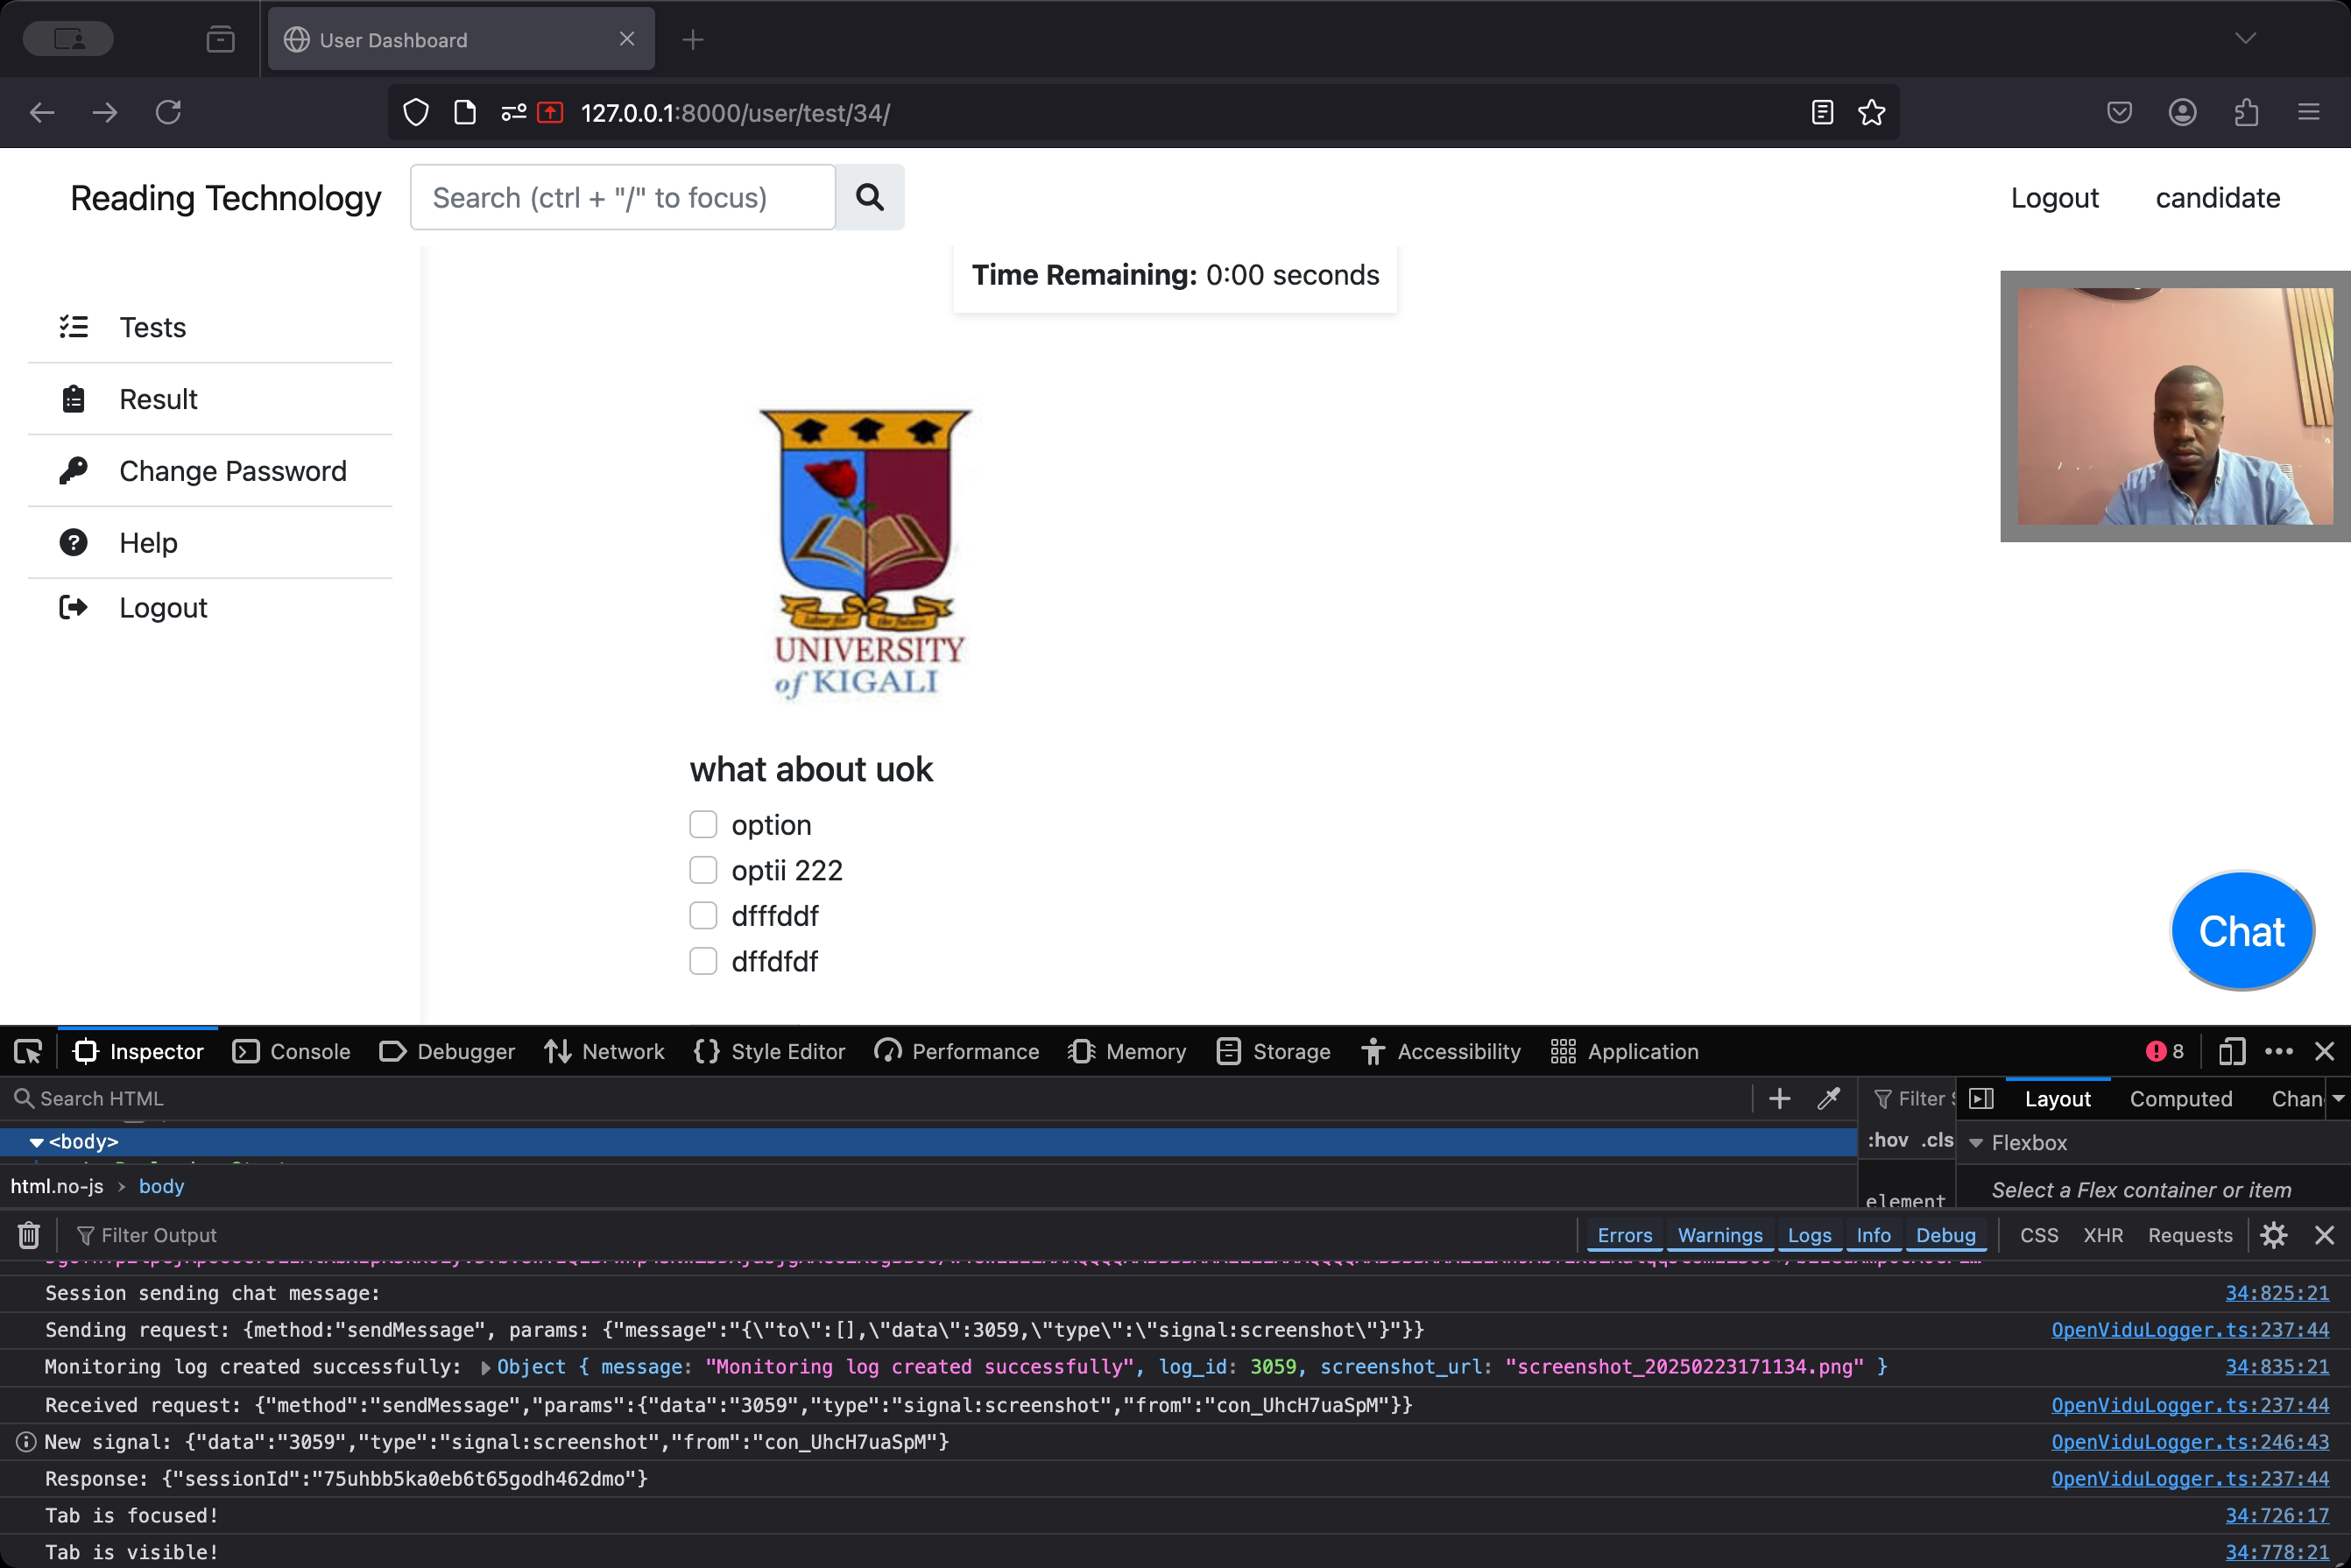 User Dashboard
127.0.0.1:8000/user/test/34/
Reading Technology
Search (ctrl + "/" to focus)
Logout
candidate
Time Remaining: 0:00 seconds
Tests
Result
Change Password
Help
Logout
UNIVERSITY
of KIGALI
what about uok
option
optii 222
dfffddf
dffdfdf
Chat
Inspector
Console
Debugger
Network
Style Editor
Performance
Memory
Storage
Accessibility
Application
8
Search HTML
Filter
Layout
Computed
Chan
<body>
:hov .cls
Flexbox
html.no-js › body
element
Select a Flex container or item
Filter Output
Errors
Warnings
Logs
Info
Debug
CSS
XHR
Requests
Session sending chat message: 34:825:21
Sending request: {method:"sendMessage", params: {"message":"{\"to\":[],\"data\":3059,\"type\":\"signal:screenshot\"}"}} OpenViduLogger.ts:237:44
Monitoring log created successfully: Object { message: "Monitoring log created successfully", log_id: 3059, screenshot_url: "screenshot_20250223171134.png" } 34:835:21
Received request: {"method":"sendMessage","params":{"data":"3059","type":"signal:screenshot","from":"con_UhcH7uaSpM"}} OpenViduLogger.ts:237:44
New signal: {"data":"3059","type":"signal:screenshot","from":"con_UhcH7uaSpM"} OpenViduLogger.ts:246:43
Response: {"sessionId":"75uhbb5ka0eb6t65godh462dmo"} OpenViduLogger.ts:237:44
Tab is focused! 34:726:17
Tab is visible! 34:778:21